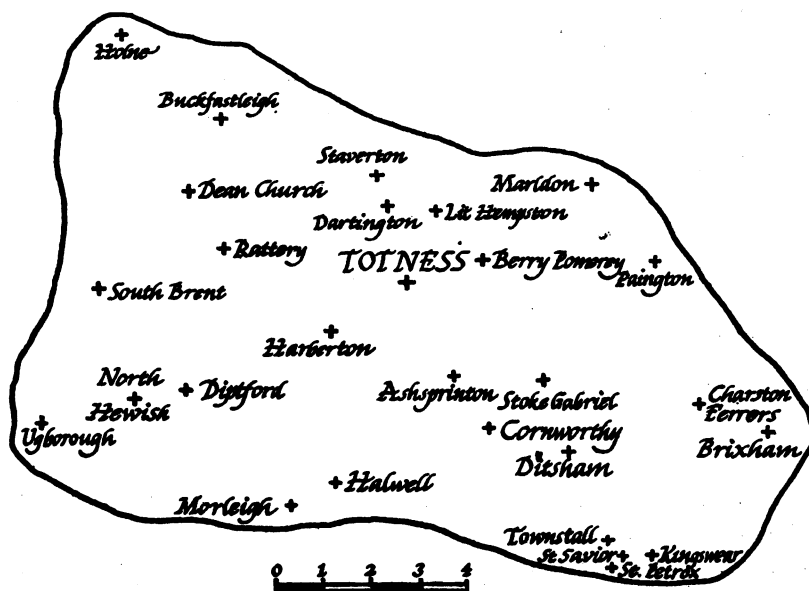 Holne
Buckfastleigh
Staverton
Dean Church
Marldon
Dartington
Lit Hempston
Rattery
TOTNESS
Berry Pomerey
Paington
South Brent
Harberton
North
Hewish
Diptford
Ashsprinton
Stoke Gabriel
Charston
Ferrers
Ugborough
Cornworthy
Brixham
Ditsham
Halwell
Morleigh
Townstall
St Savior
Kingswear
St. Petrox
0 1 2 3 4